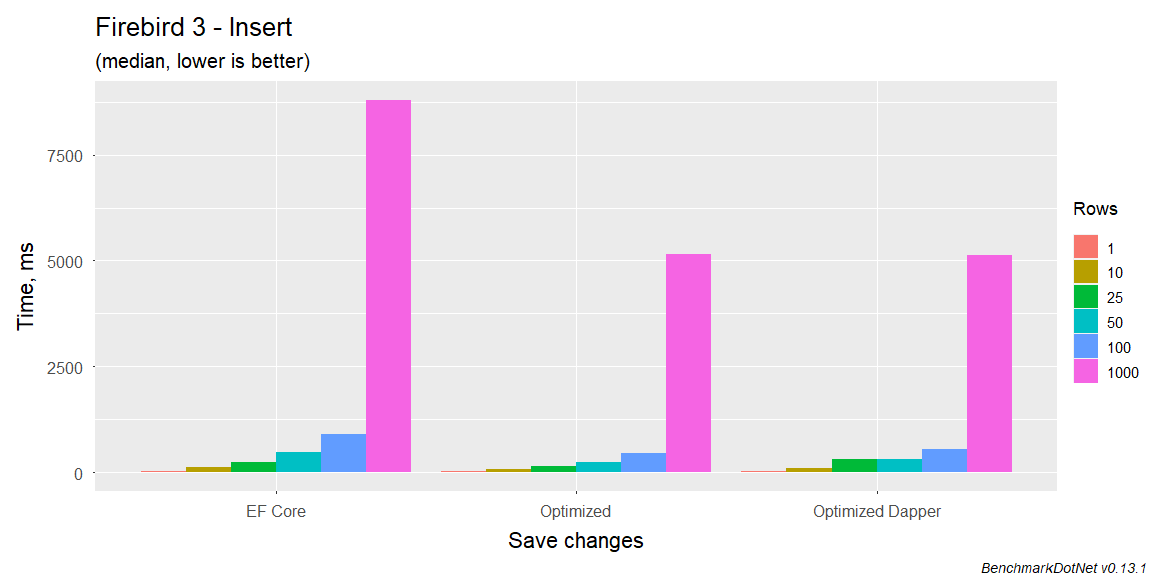 Firebird 3 - Insert
(median, lower is better)
Time, ms
7500
5000
2500
0
EF Core
Optimized
Optimized Dapper
Save changes
Rows
1
10
25
50
100
1000
BenchmarkDotNet v0.13.1